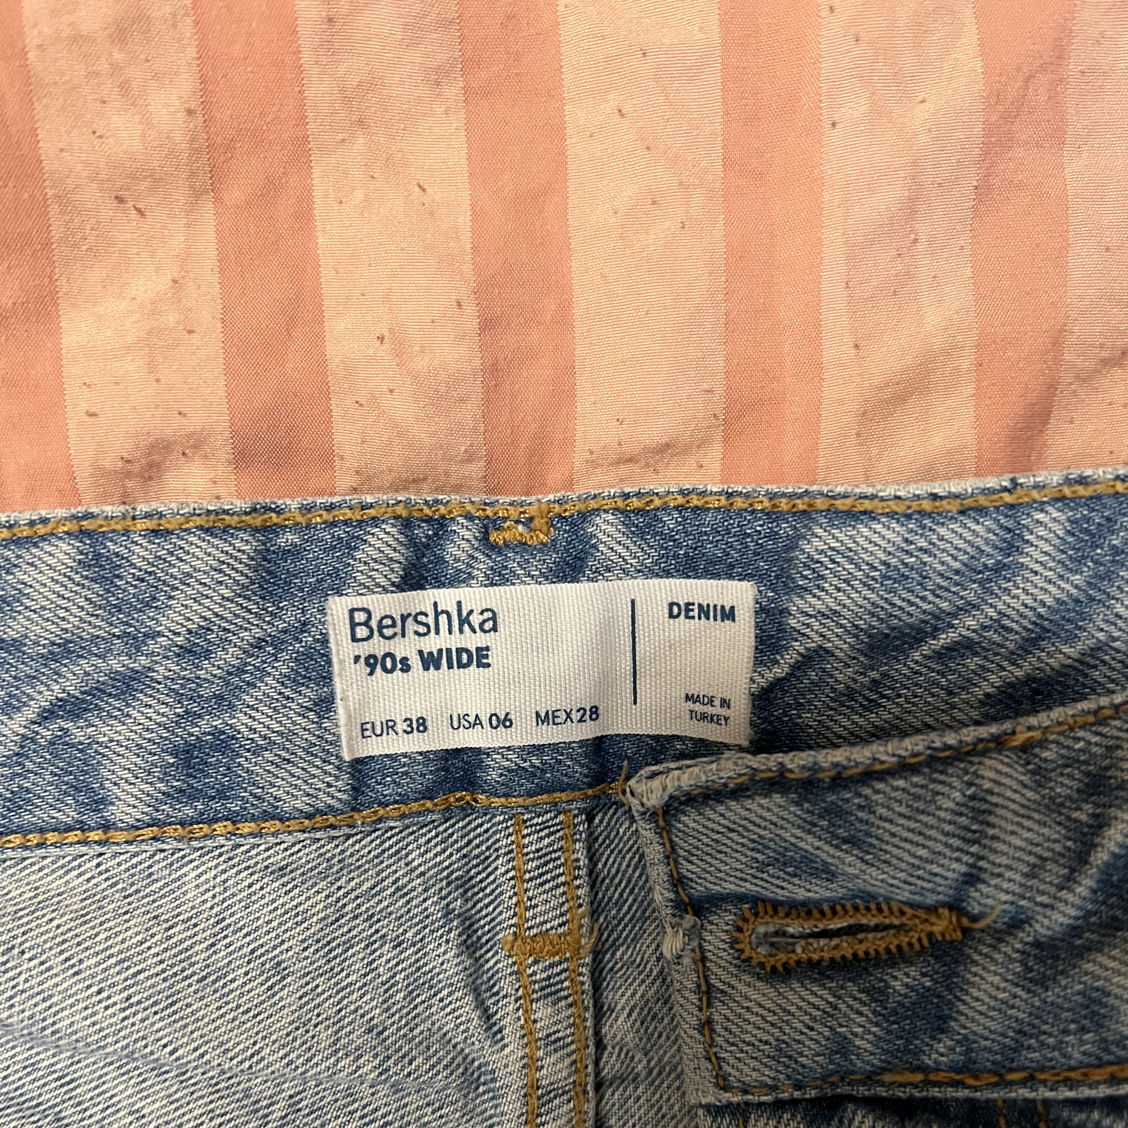 Bershka
'90s WIDE
EUR 38 USA 06 MEX 28
DENIM
MADE IN
TURKEY